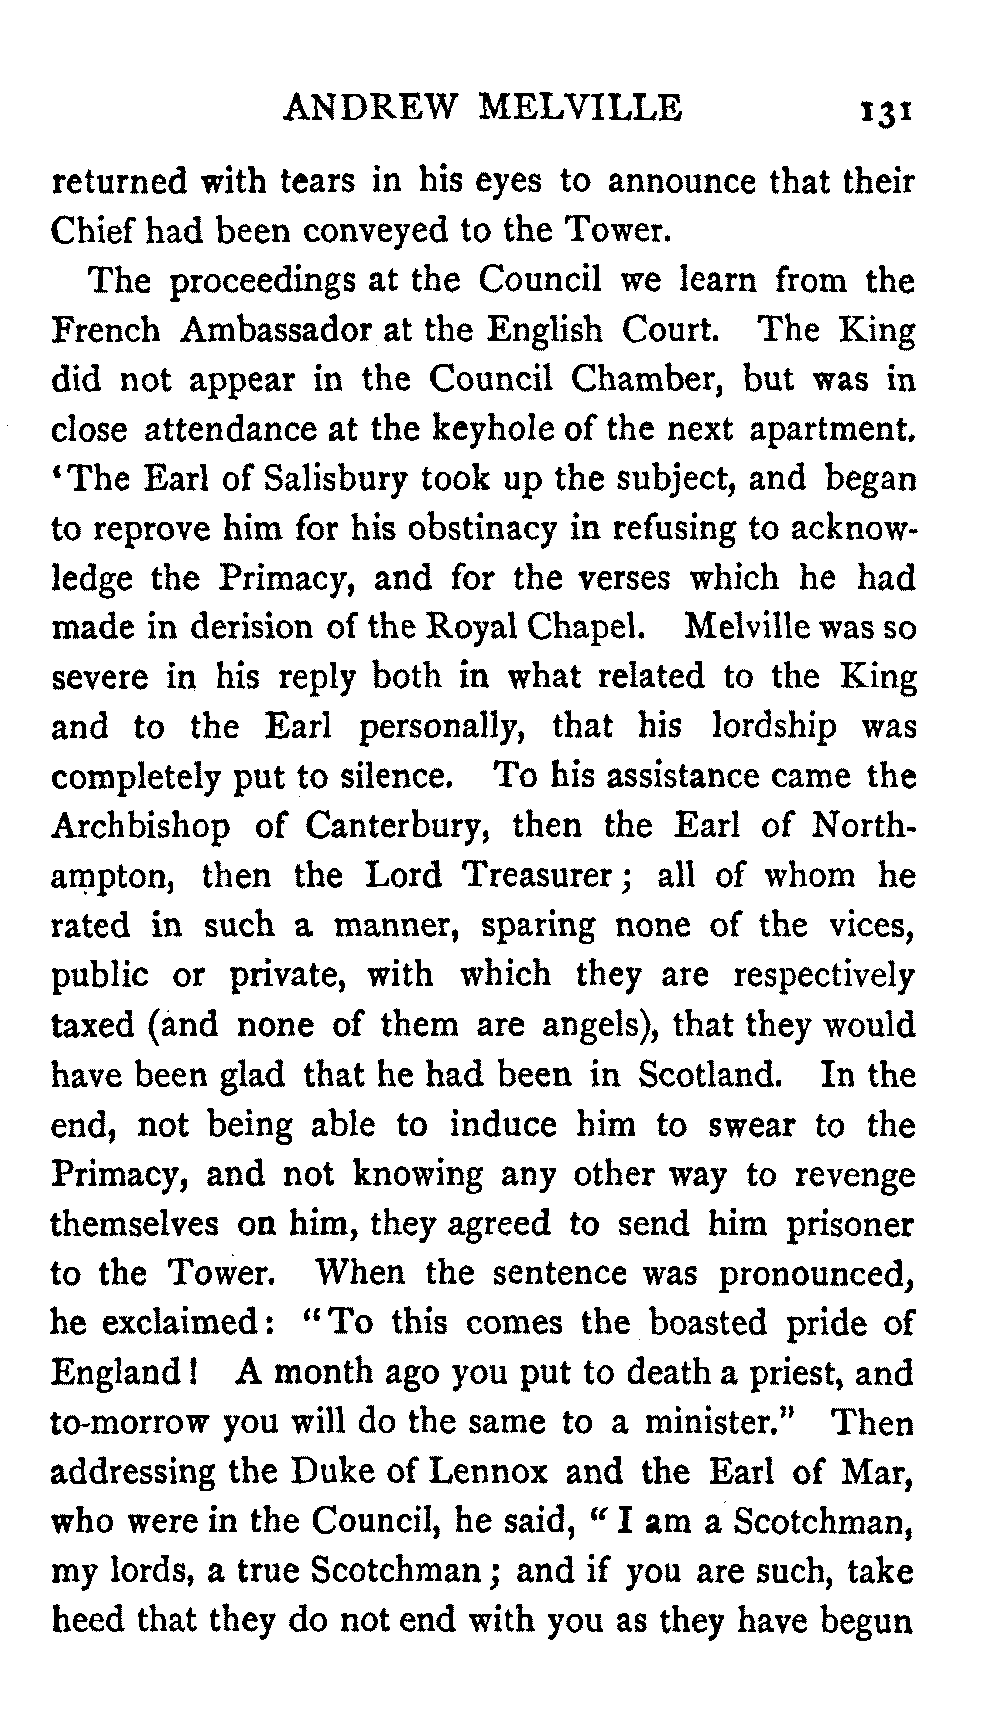 ANDREW MELVILLE 131
returned with tears in his eyes to announce that their
Chief had been conveyed to the Tower.
The proceedings at the Council we learn from the
French Ambassador at the English Court. The King
did not appear in the Council Chamber, but was in
close attendance at the keyhole of the next apartment.
‘The Earl of Salisbury took up the subject, and began
to reprove him for his obstinacy in refusing to acknow-
ledge the Primacy, and for the verses which he had
made in derision of the Royal Chapel. Melville was so
severe in his reply both in what related to the King
and to the Earl personally, that his lordship was
completely put to silence. To his assistance came the
Archbishop of Canterbury, then the Earl of North-
ampton, then the Lord Treasurer; all of whom he
rated in such a manner, sparing none of the vices,
public or private, with which they are respectively
taxed (and none of them are angels), that they would
have been glad that he had been in Scotland. In the
end, not being able to induce him to swear to the
Primacy, and not knowing any other way to revenge
themselves on him, they agreed to send him prisoner
to the Tower. When the sentence was pronounced,
he exclaimed: “To this comes the boasted pride of
England! A month ago you put to death a priest, and
to-morrow you will do the same to a minister.” Then
addressing the Duke of Lennox and the Earl of Mar,
who were in the Council, he said, “I am a Scotchman,
my lords, a true Scotchman; and if you are such, take
heed that they do not end with you as they have begun